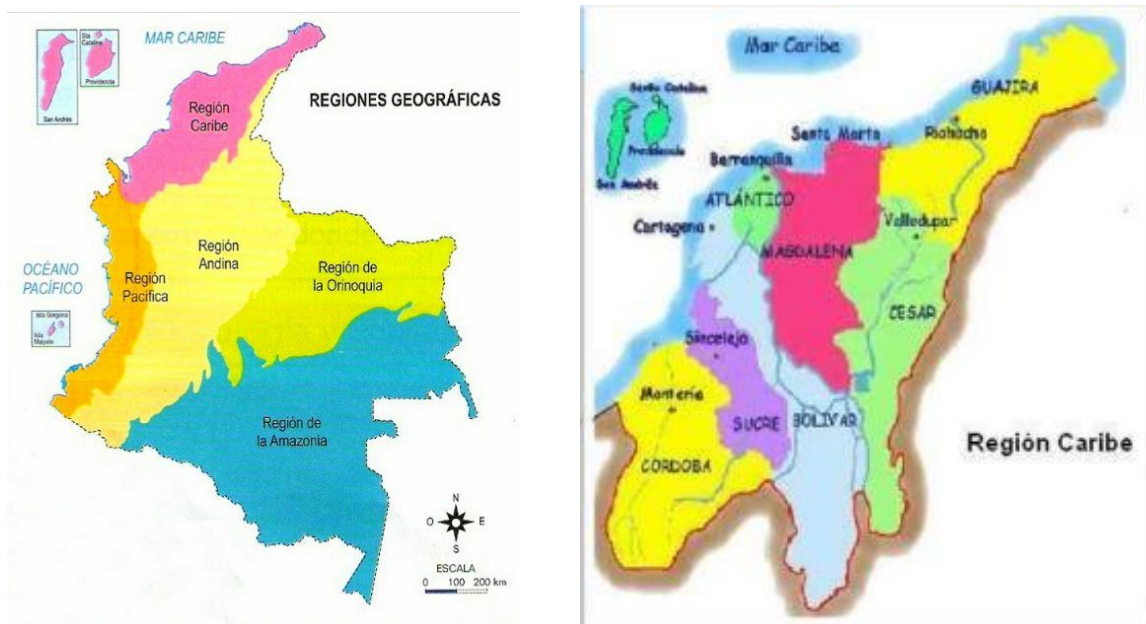 MAR CARIBE
Sta
Catalina
Providencia
San Andrés
REGIONES GEOGRÁFICAS
Región
Caribe
Región
Andina
OCÉANO
PACÍFICO
Región
Pacífica
Región de
la Orinoquia
Isla Gorgona
Isla
Malpelo
Región de
la Amazonia
N
O E
S
ESCALA
0 100 200 km
Mar Caribe
Santa Catalina
Providencia
San Andrés
GUAJIRA
Riohacha
Santa Marta
Barranquilla
ATLÁNTICO
Cartagena
Valledupar
MAGDALENA
CESAR
Sincelejo
Montería
SUCRE
BOLIVAR
CORDOBA
Región Caribe